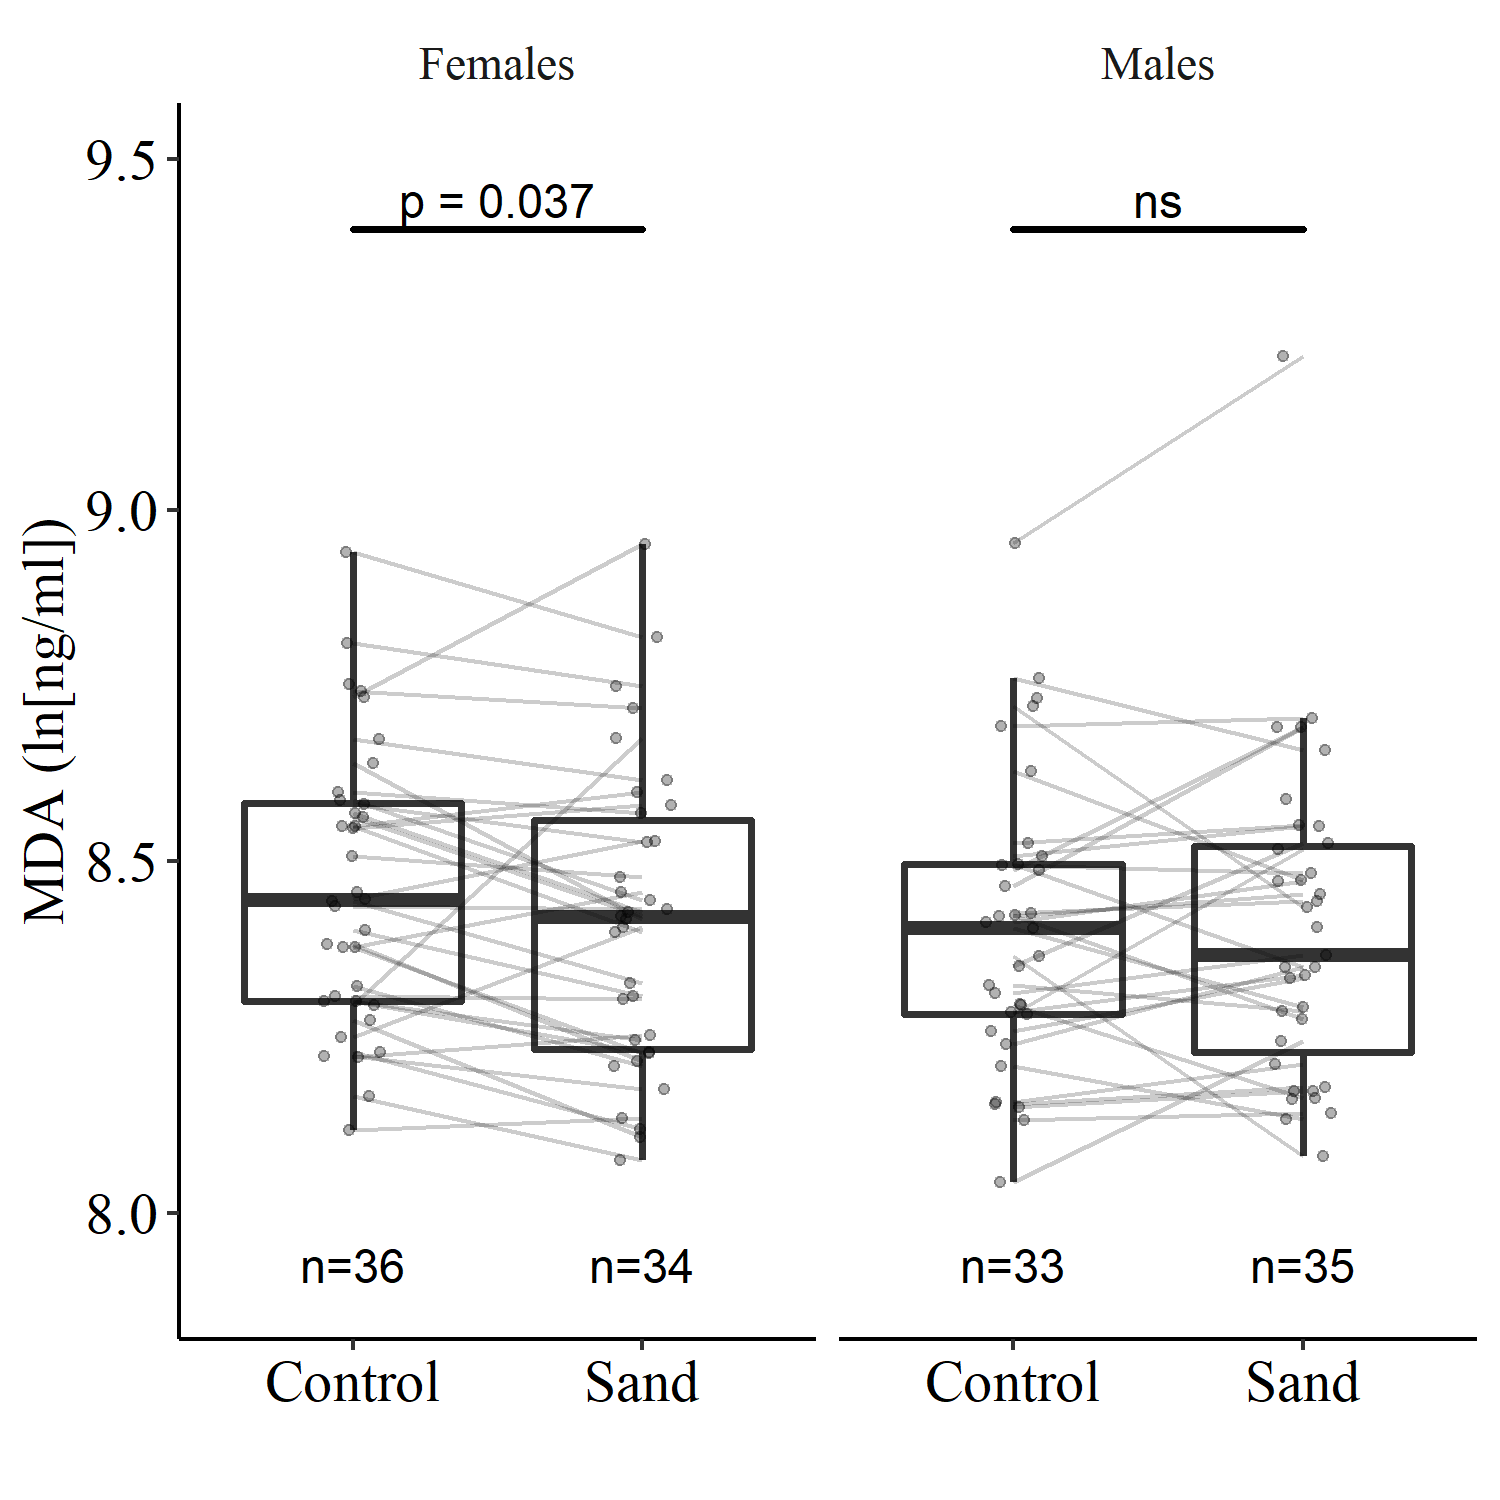 Females
Males
9.5
9.0
8.5
8.0
MDA (ln[ng/ml])
p = 0.037
ns
n=36
n=34
n=33
n=35
Control
Sand
Control
Sand